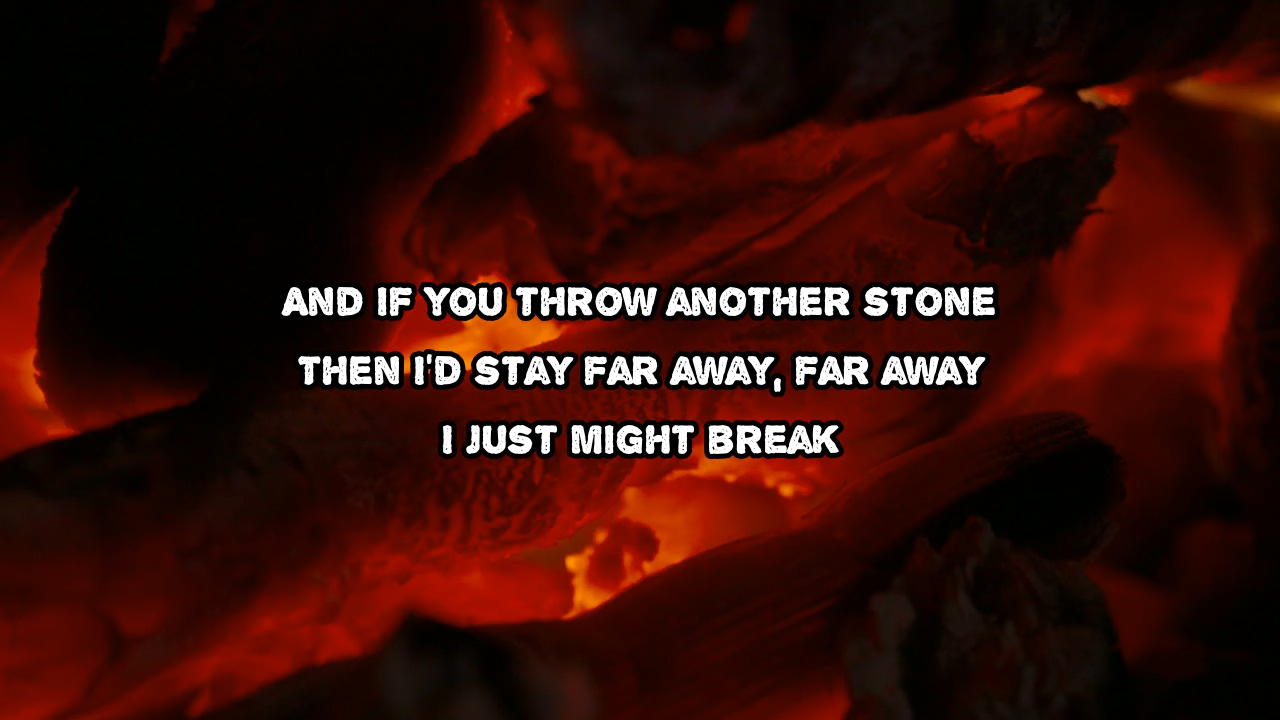 AND IF YOU THROW ANOTHER STONE
THEN I'D STAY FAR AWAY, FAR AWAY
I JUST MIGHT BREAK